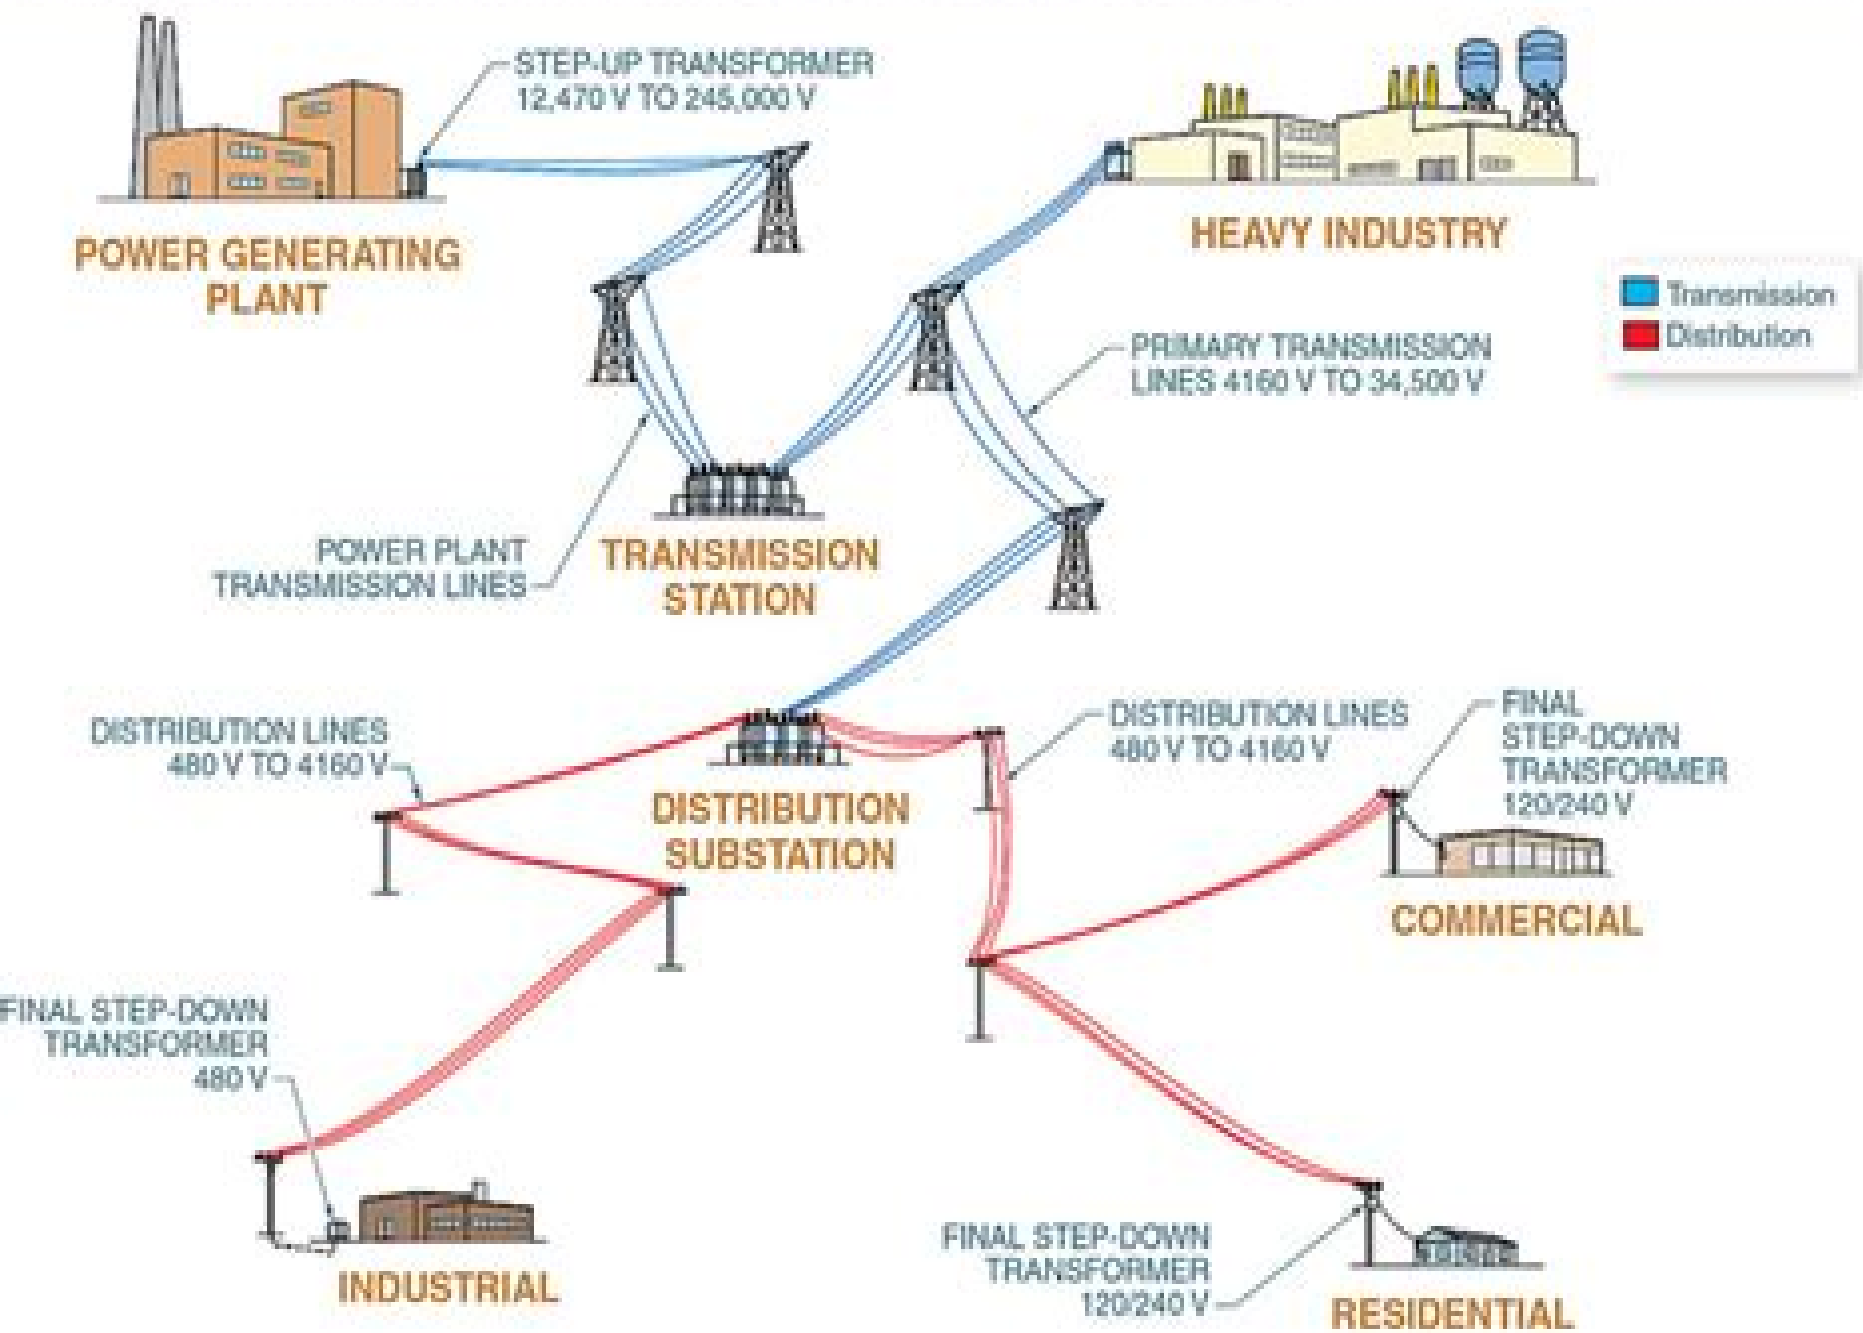 STEP-UP TRANSFORMER
12,470 V TO 245,000 V
POWER GENERATING
PLANT
HEAVY INDUSTRY
Transmission
Distribution
PRIMARY TRANSMISSION
LINES 4160 V TO 34,500 V
POWER PLANT
TRANSMISSION LINES
TRANSMISSION
STATION
DISTRIBUTION LINES
480 V TO 4160 V
DISTRIBUTION
SUBSTATION
DISTRIBUTION LINES
480 V TO 4160 V
FINAL
STEP-DOWN
TRANSFORMER
120/240 V
COMMERCIAL
FINAL STEP-DOWN
TRANSFORMER
480 V
INDUSTRIAL
FINAL STEP-DOWN
TRANSFORMER
120/240 V
RESIDENTIAL